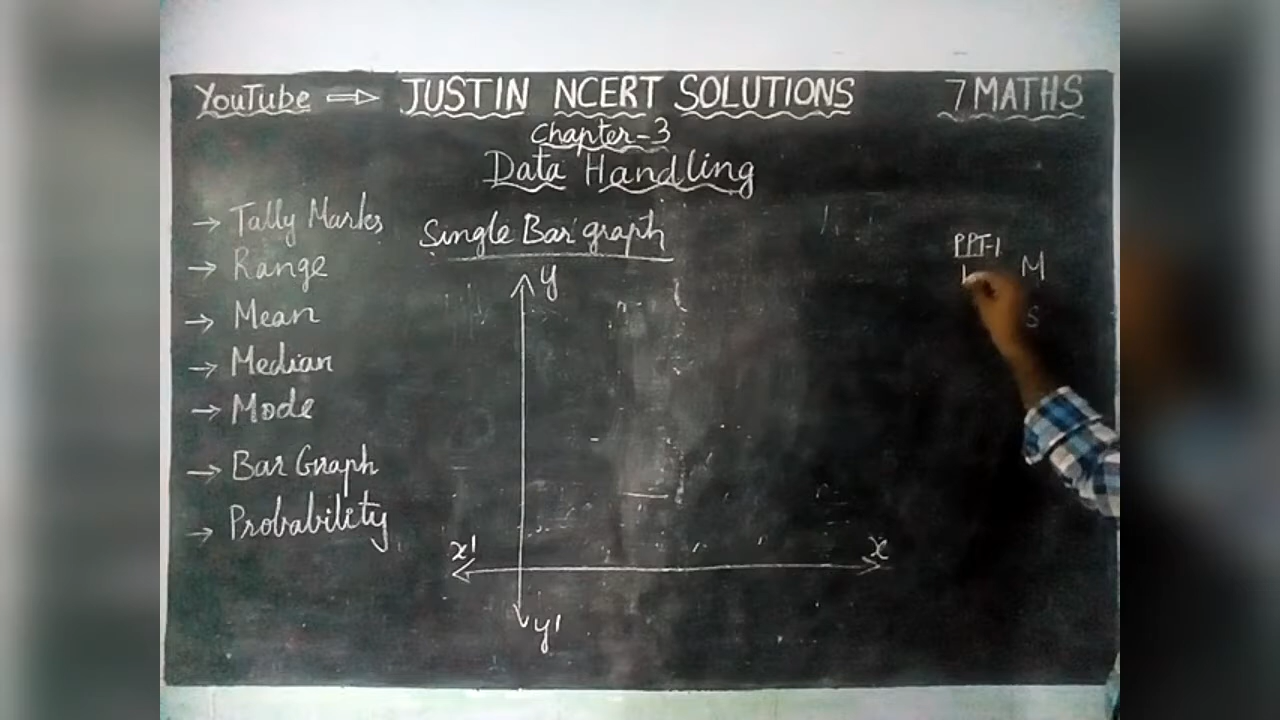 YouTube ⇒ JUSTIN NCERT SOLUTIONS 7 MATHS
Chapter-3
Data Handling
→ Tally Marks
→ Range
→ Mean
→ Median
→ Mode
→ Bar Graph
→ Probability
Single Bar graph
y
x'
x
y'
PPT-1
M
S